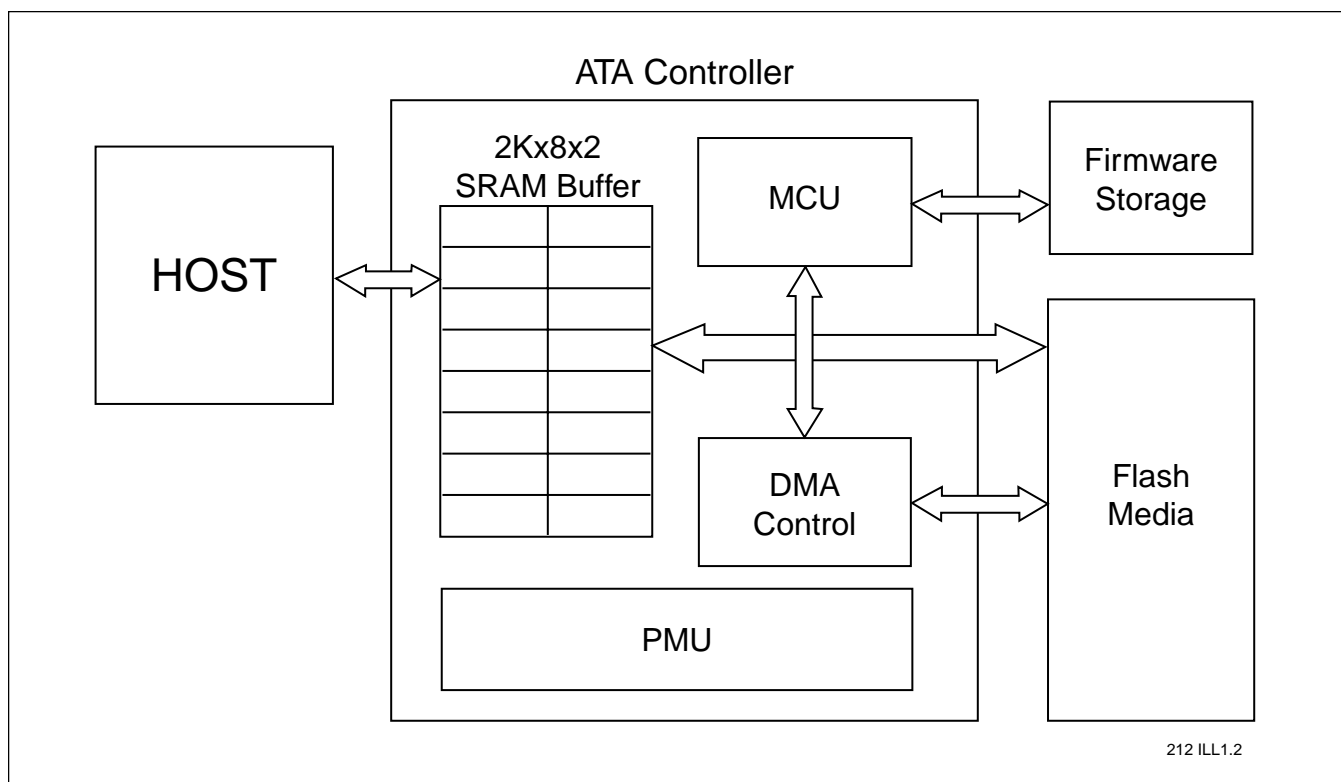 ATA Controller
HOST
2Kx8x2
SRAM Buffer
MCU
Firmware
Storage
DMA
Control
Flash
Media
PMU
212 ILL1.2